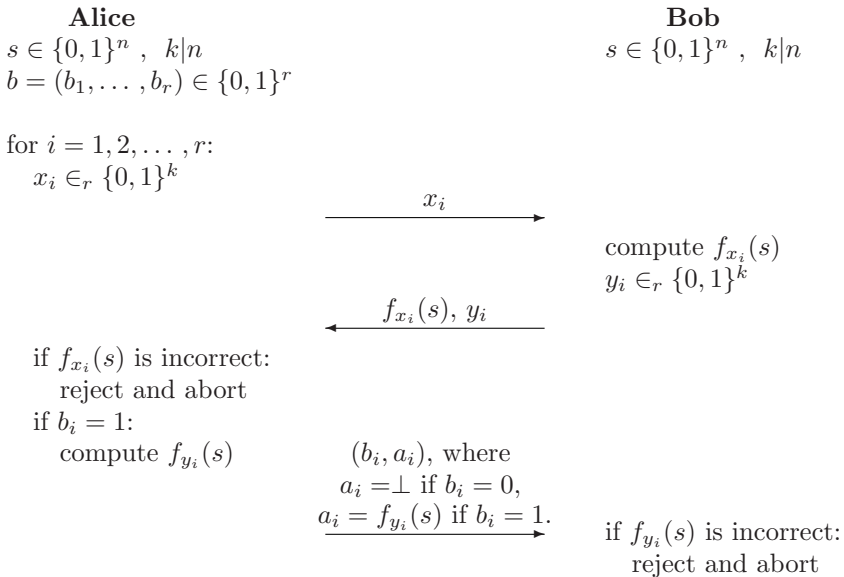 Alice Bob
s ∈ {0, 1}^n , k|n s ∈ {0, 1}^n , k|n
b = (b_1, . . . , b_r) ∈ {0, 1}^r
for i = 1, 2, . . . , r:
x_i ∈_r {0, 1}^k
x_i
compute f_{x_i}(s)
y_i ∈_r {0, 1}^k
f_{x_i}(s), y_i
if f_{x_i}(s) is incorrect:
reject and abort
if b_i = 1:
compute f_{y_i}(s) (b_i, a_i), where
a_i =⊥ if b_i = 0,
a_i = f_{y_i}(s) if b_i = 1.
if f_{y_i}(s) is incorrect:
reject and abort